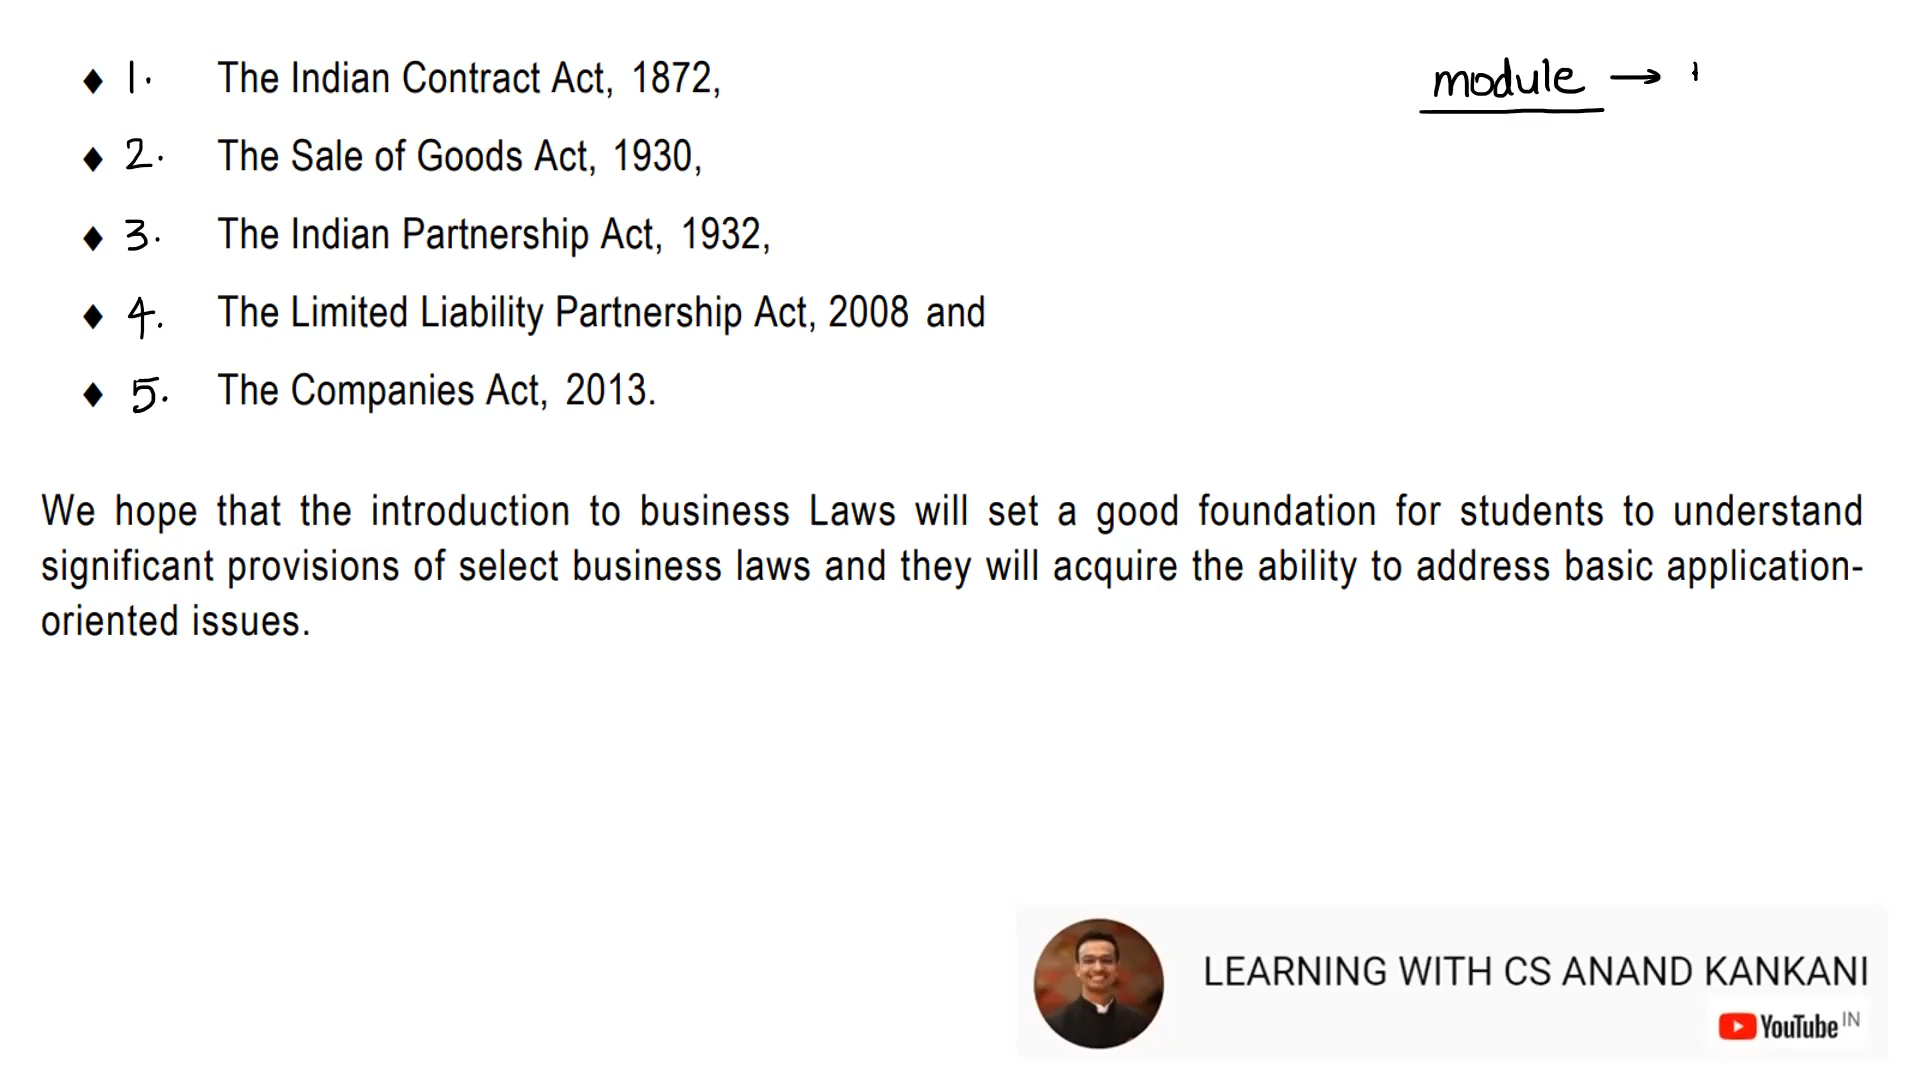 ♦ 1. The Indian Contract Act, 1872,
module →
♦ 2. The Sale of Goods Act, 1930,
♦ 3. The Indian Partnership Act, 1932,
♦ 4. The Limited Liability Partnership Act, 2008 and
♦ 5. The Companies Act, 2013.
We hope that the introduction to business Laws will set a good foundation for students to understand
significant provisions of select business laws and they will acquire the ability to address basic application-
oriented issues.
LEARNING WITH CS ANAND KANKANI
YouTube IN